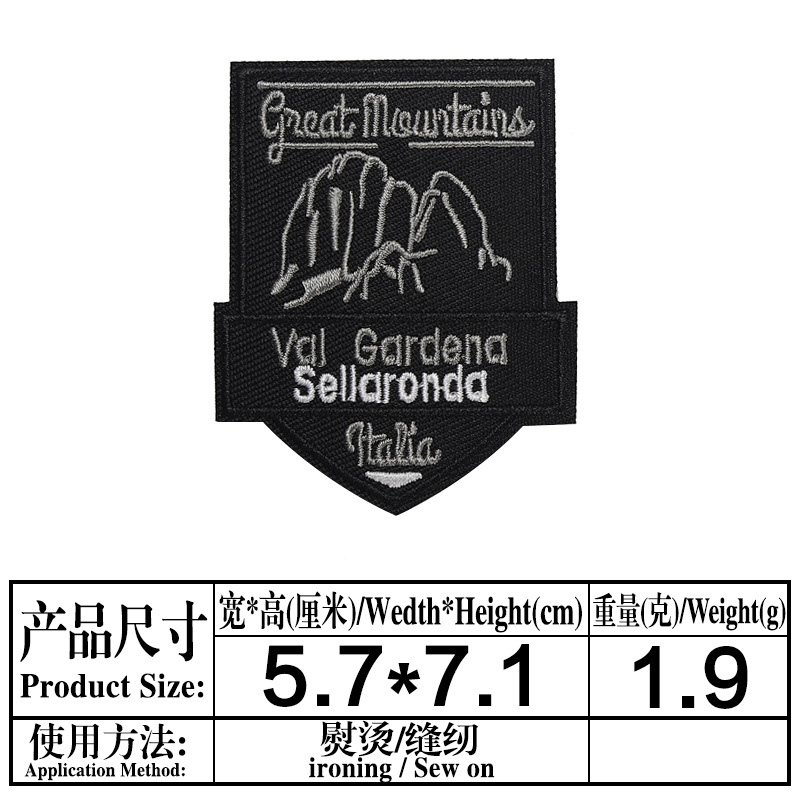 Great Mountains
Val Gardena
Sellaronda
Italia
产品尺寸
Product Size:
宽*高(厘米)/Wedth*Height(cm)
重量(克)/Weight(g)
5.7*7.1
1.9
使用方法:
Application Method:
熨烫/缝纫
ironing / Sew on